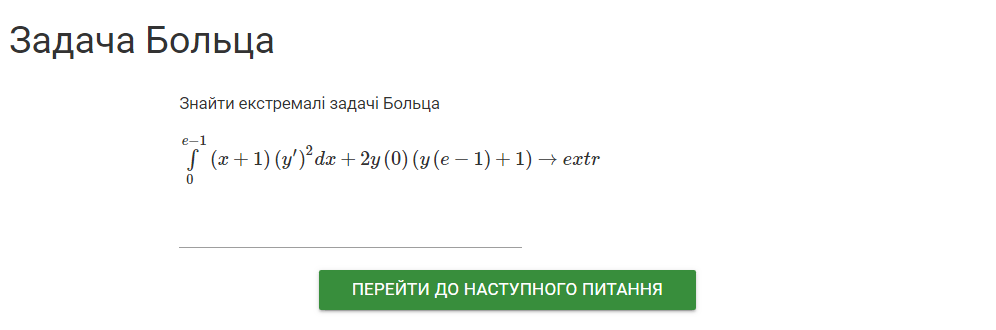 Задача Больца
Знайти екстремалі задачі Больца
∫₀^{e−1} (x + 1) (y′)² dx + 2y (0) (y (e − 1) + 1) → extr
ПЕРЕЙТИ ДО НАСТУПНОГО ПИТАННЯ